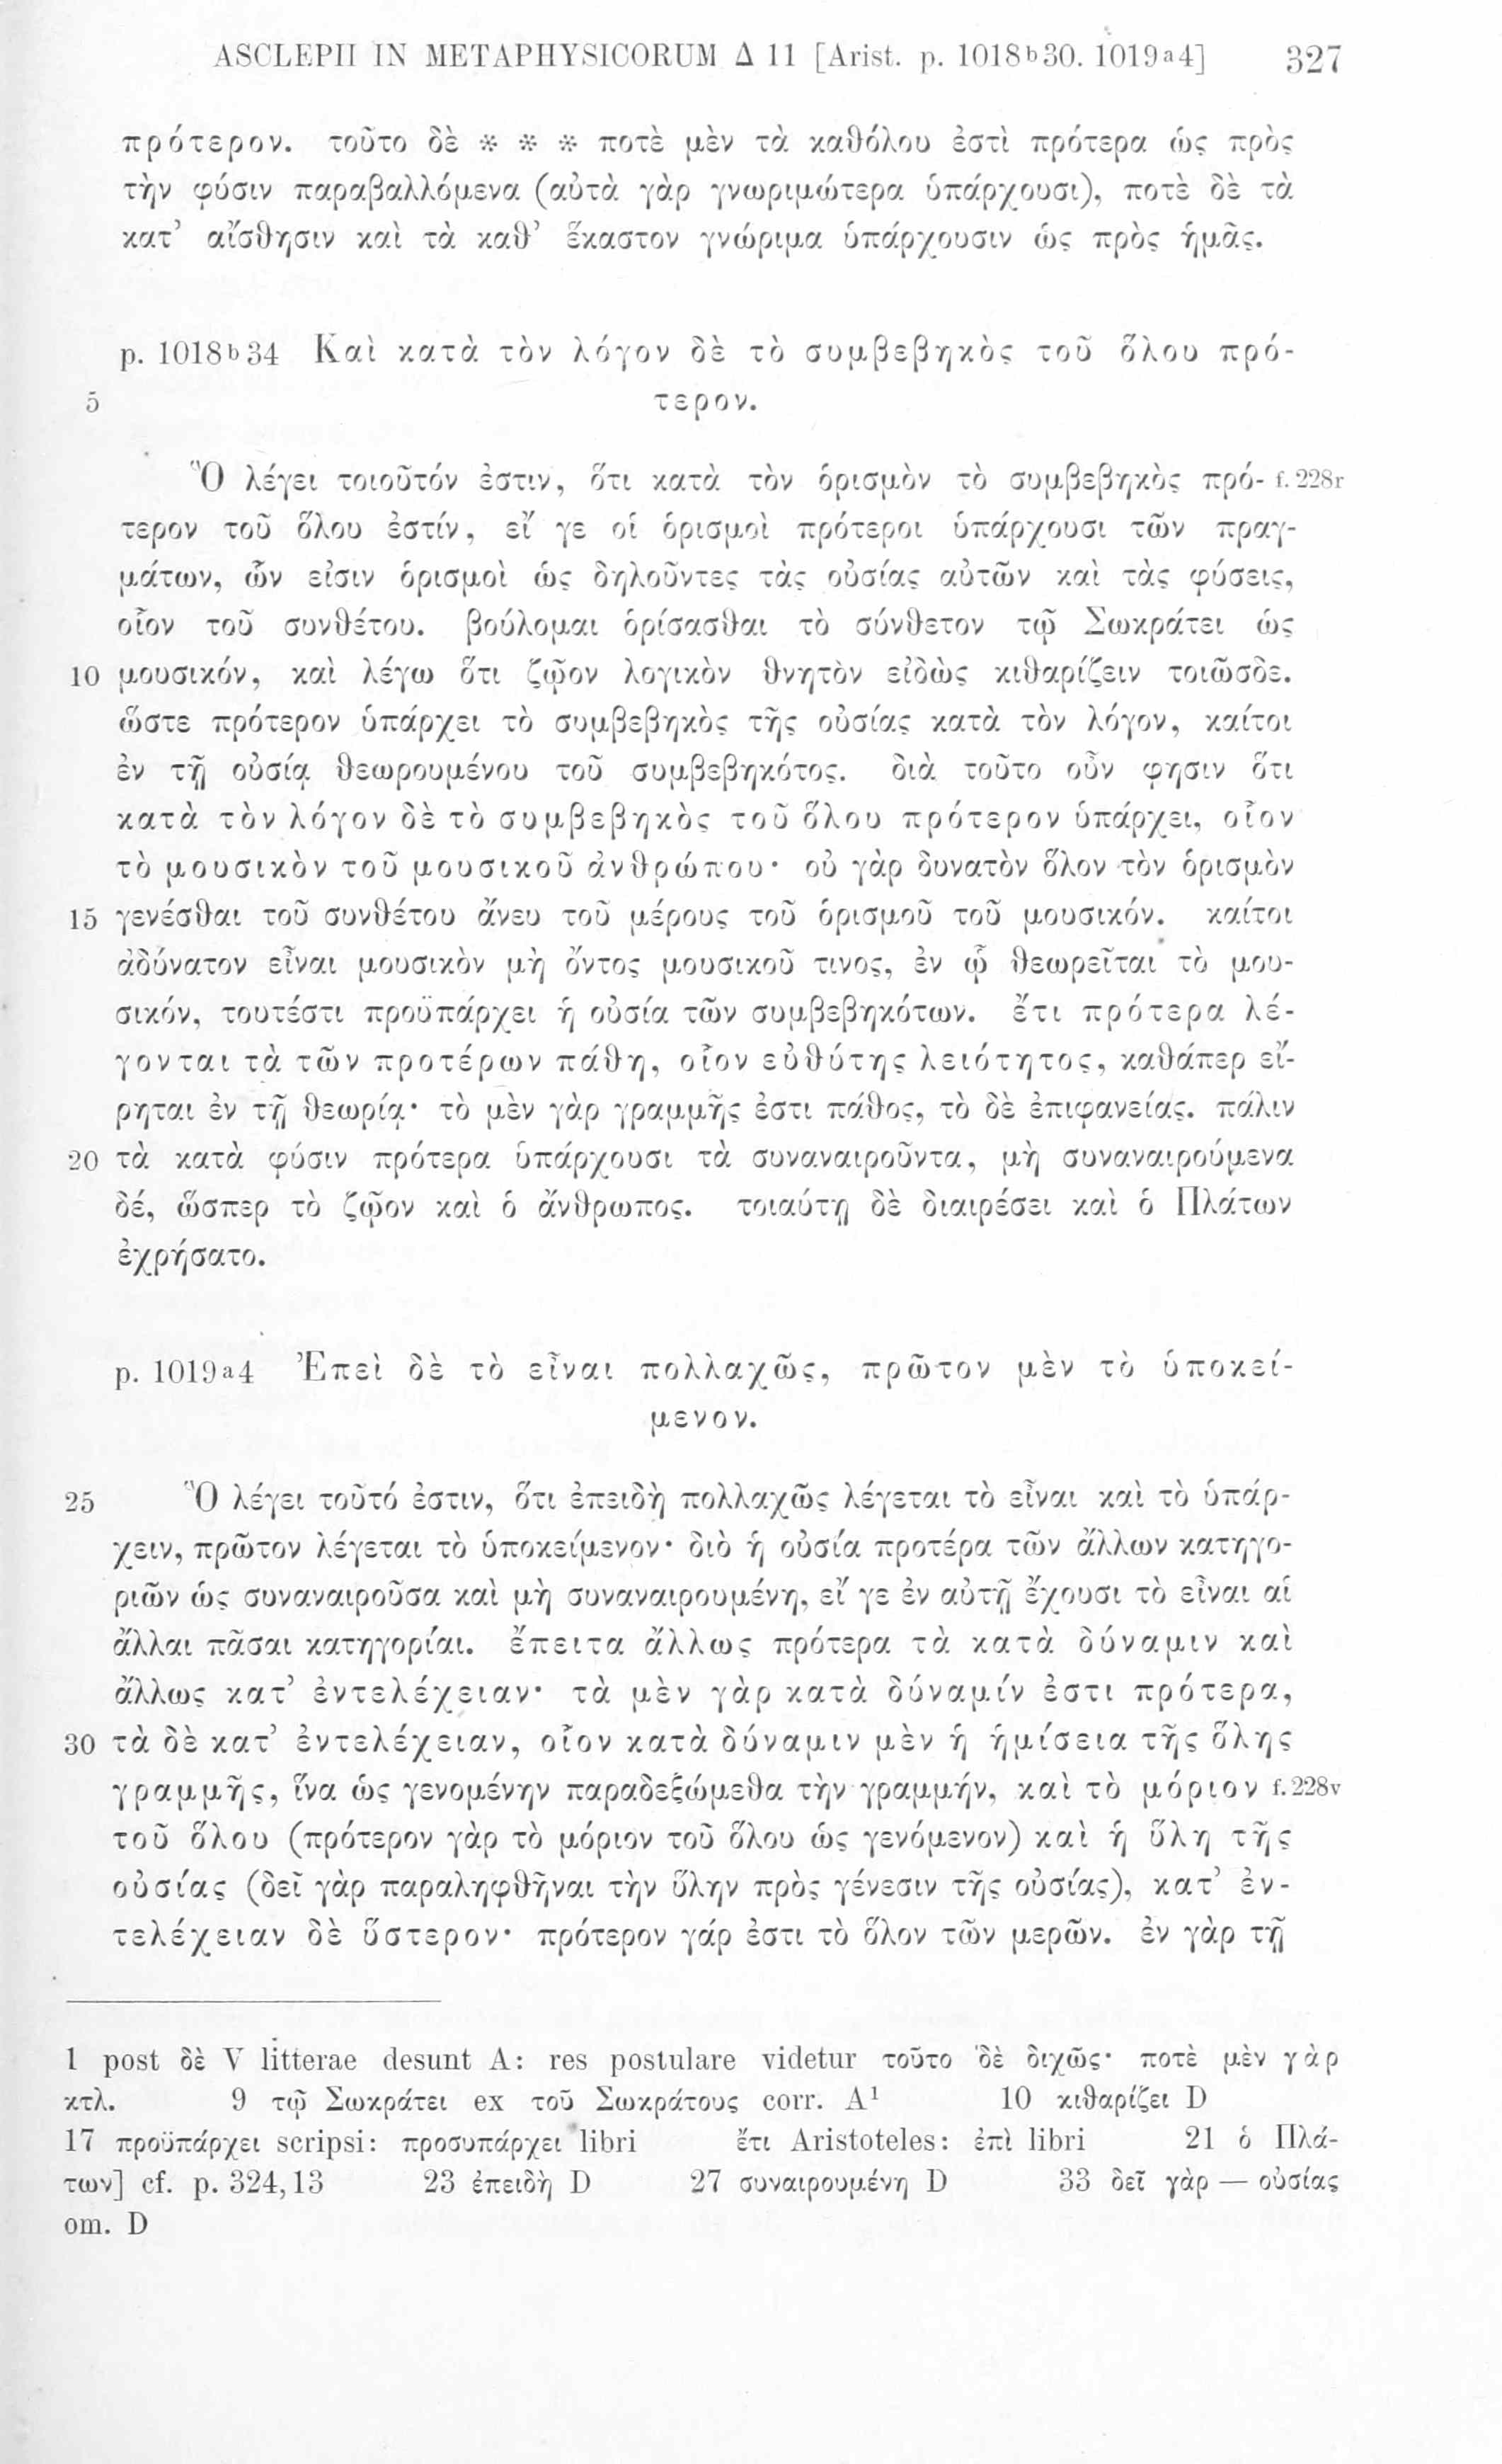 ASCLEPII IN METAPHYSICORUM Δ 11 [Arist. p. 1018b30. 1019a4] 327
πρότερον. τοῦτο δὲ * * * ποτὲ μὲν τὰ καθόλου ἐστὶ πρότερα ὡς πρὸς
τὴν φύσιν παραβαλλόμενα (αὐτὰ γὰρ γνωριμώτερα ὑπάρχουσι), ποτὲ δὲ τὰ
κατ’ αἴσθησιν καὶ τὰ καθ’ ἕκαστον γνώριμα ὑπάρχουσιν ὡς πρὸς ἡμᾶς.
p. 1018b34 Καὶ κατὰ τὸν λόγον δὲ τὸ συμβεβηκὸς τοῦ ὅλου πρό-
5 τερον.
Ὃ λέγει τοιοῦτόν ἐστιν, ὅτι κατὰ τὸν ὁρισμὸν τὸ συμβεβηκὸς πρό- f. 228r
τερον τοῦ ὅλου ἐστίν, εἴ γε οἱ ὁρισμοὶ πρότεροι ὑπάρχουσι τῶν πραγ-
μάτων, ὧν εἰσιν ὁρισμοὶ ὡς δηλοῦντες τὰς οὐσίας αὐτῶν καὶ τὰς φύσεις,
οἷον τοῦ συνθέτου. βούλομαι ὁρίσασθαι τὸ σύνθετον τῷ Σωκράτει ὡς
10 μουσικόν, καὶ λέγω ὅτι ζῷον λογικὸν θνητὸν εἰδὼς κιθαρίζειν τοιῶσδε.
ὥστε πρότερον ὑπάρχει τὸ συμβεβηκὸς τῆς οὐσίας κατὰ τὸν λόγον, καίτοι
ἐν τῇ οὐσίᾳ θεωρουμένου τοῦ συμβεβηκότος. διὰ τοῦτο οὖν φησιν ὅτι
κατὰ τὸν λόγον δὲ τὸ συμβεβηκὸς τοῦ ὅλου πρότερον ὑπάρχει, οἷον
τὸ μουσικὸν τοῦ μουσικοῦ ἀνθρώπου· οὐ γὰρ δυνατὸν ὅλον τὸν ὁρισμὸν
15 γενέσθαι τοῦ συνθέτου ἄνευ τοῦ μέρους τοῦ ὁρισμοῦ τοῦ μουσικόν. καίτοι
ἀδύνατον εἶναι μουσικὸν μὴ ὄντος μουσικοῦ τινος, ἐν ᾧ θεωρεῖται τὸ μου-
σικόν, τουτέστι προϋπάρχει ἡ οὐσία τῶν συμβεβηκότων. ἔτι πρότερα λέ-
γονται τὰ τῶν προτέρων πάθη, οἷον εὐθύτης λειότητος, καθάπερ εἴ-
ρηται ἐν τῇ θεωρίᾳ· τὸ μὲν γὰρ γραμμῆς ἐστι πάθος, τὸ δὲ ἐπιφανείας. πάλιν
20 τὰ κατὰ φύσιν πρότερα ὑπάρχουσι τὰ συναναιροῦντα, μὴ συναναιρούμενα
δέ, ὥσπερ τὸ ζῷον καὶ ὁ ἄνθρωπος. τοιαύτῃ δὲ διαιρέσει καὶ ὁ Πλάτων
ἐχρήσατο.
p. 1019a4 Ἐπεὶ δὲ τὸ εἶναι πολλαχῶς, πρῶτον μὲν τὸ ὑποκεί-
μενον.
25 Ὃ λέγει τοῦτό ἐστιν, ὅτι ἐπειδὴ πολλαχῶς λέγεται τὸ εἶναι καὶ τὸ ὑπάρ-
χειν, πρῶτον λέγεται τὸ ὑποκείμενον· διὸ ἡ οὐσία προτέρα τῶν ἄλλων κατηγο-
ριῶν ὡς συναναιροῦσα καὶ μὴ συναναιρουμένη, εἴ γε ἐν αὐτῇ ἔχουσι τὸ εἶναι αἱ
ἄλλαι πᾶσαι κατηγορίαι. ἔπειτα ἄλλως πρότερα τὰ κατὰ δύναμιν καὶ
ἄλλως κατ’ ἐντελέχειαν· τὰ μὲν γὰρ κατὰ δύναμίν ἐστι πρότερα,
30 τὰ δὲ κατ’ ἐντελέχειαν, οἷον κατὰ δύναμιν μὲν ἡ ἡμίσεια τῆς ὅλης
γραμμῆς, ἵνα ὡς γενομένην παραδεξώμεθα τὴν γραμμήν, καὶ τὸ μόριον f. 228v
τοῦ ὅλου (πρότερον γὰρ τὸ μόριον τοῦ ὅλου ὡς γενόμενον) καὶ ἡ ὕλη τῆς
οὐσίας (δεῖ γὰρ παραληφθῆναι τὴν ὕλην πρὸς γένεσιν τῆς οὐσίας), κατ’ ἐν-
τελέχειαν δὲ ὕστερον· πρότερον γάρ ἐστι τὸ ὅλον τῶν μερῶν. ἐν γὰρ τῇ
1 post δὲ V litterae desunt A: res postulare videtur τοῦτο δὲ διχῶς· ποτὲ μὲν γὰρ
κτλ. 9 τῷ Σωκράτει ex τοῦ Σωκράτους corr. A¹ 10 κιθαρίζει D
17 προϋπάρχει scripsi: προσυπάρχει libri ἔτι Aristoteles: ἐπὶ libri 21 ὁ Πλά-
των] cf. p. 324,13 23 ἐπειδὴ D 27 συναιρουμένη D 33 δεῖ γὰρ — οὐσίας
om. D